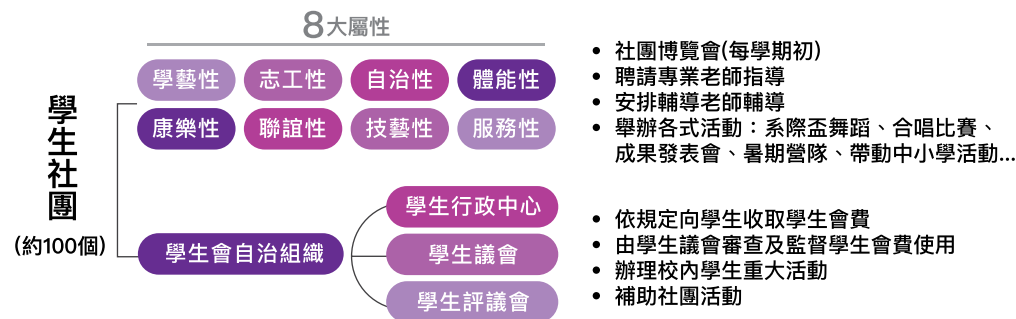 8大屬性
學藝性 志工性 自治性 體能性
康樂性 聯誼性 技藝性 服務性
• 社團博覽會(每學期初)
• 聘請專業老師指導
• 安排輔導老師輔導
• 舉辦各式活動：系際盃舞蹈、合唱比賽、
成果發表會、暑期營隊、帶動中小學活動...
學生社團
(約100個)
學生會自治組織
學生行政中心
學生議會
學生評議會
• 依規定向學生收取學生會費
• 由學生議會審查及監督學生會費使用
• 辦理校內學生重大活動
• 補助社團活動